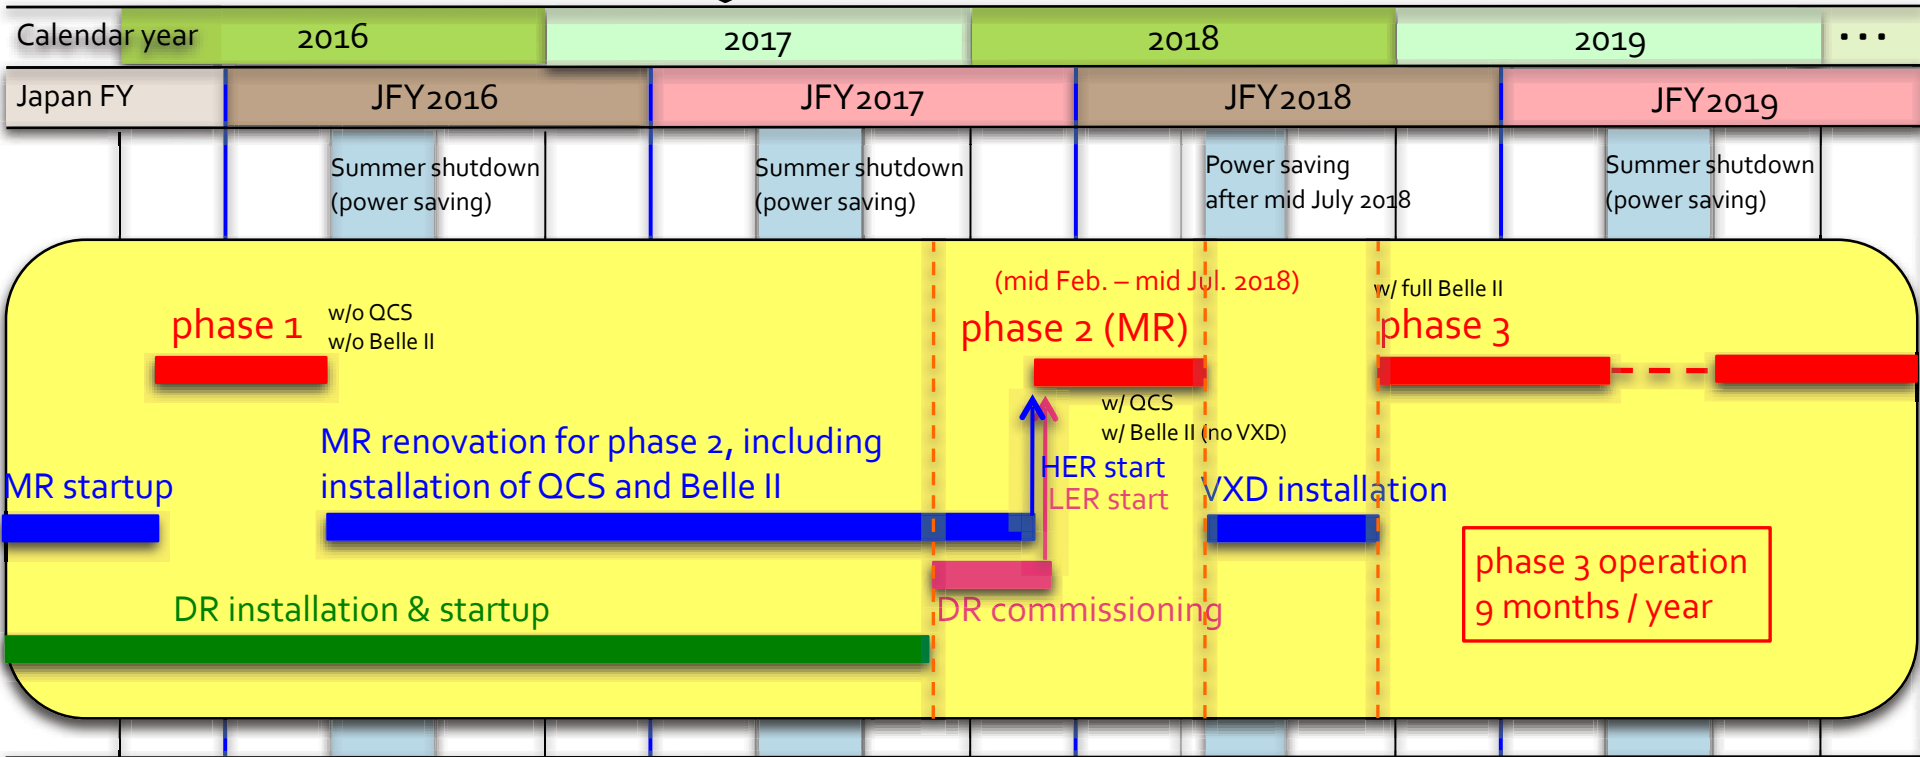 Calendar year 2016 2017 2018 2019 ...
Japan FY JFY2016 JFY2017 JFY2018 JFY2019
Summer shutdown
(power saving)
Summer shutdown
(power saving)
Power saving
after mid July 2018
Summer shutdown
(power saving)
phase 1
w/o QCS
w/o Belle II
(mid Feb. – mid Jul. 2018)
phase 2 (MR)
w/ full Belle II
phase 3
w/ QCS
w/ Belle II (no VXD)
MR startup
MR renovation for phase 2, including
installation of QCS and Belle II
HER start
LER start
VXD installation
DR installation & startup
DR commissioning
phase 3 operation
9 months / year